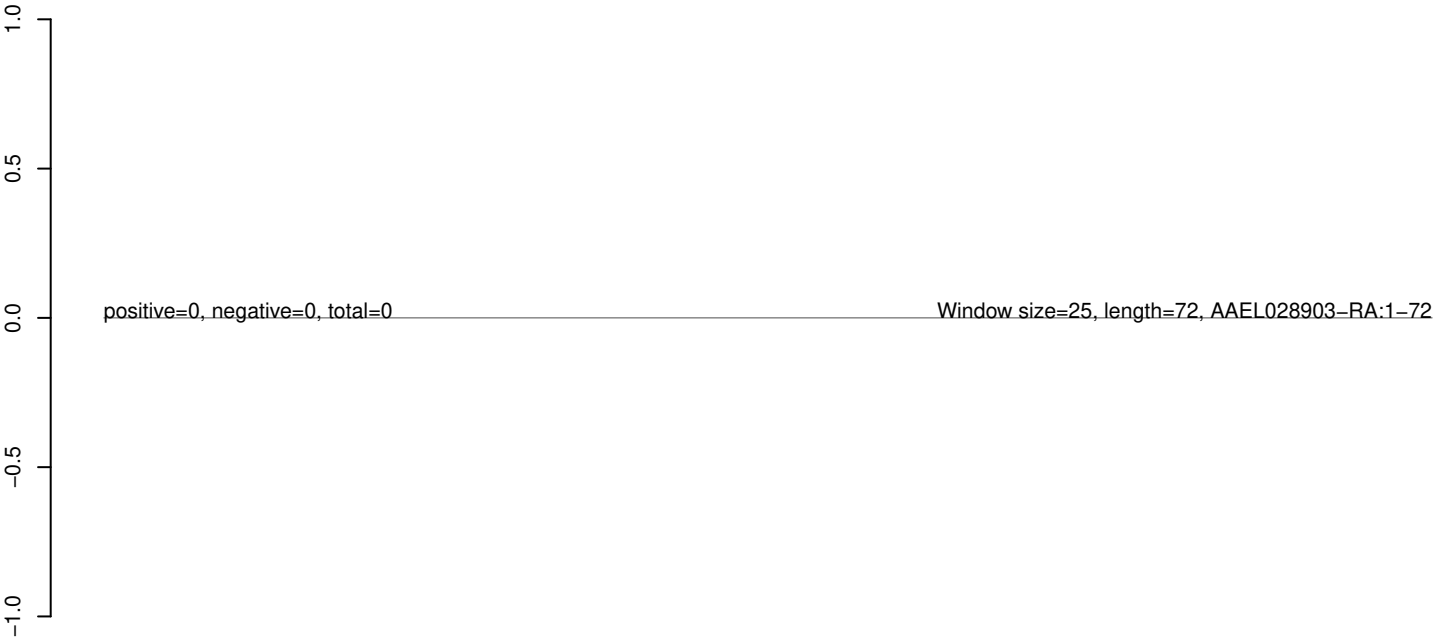 1.0
0.5
0.0
−0.5
−1.0
positive=0, negative=0, total=0
Window size=25, length=72, AAEL028903−RA:1−72